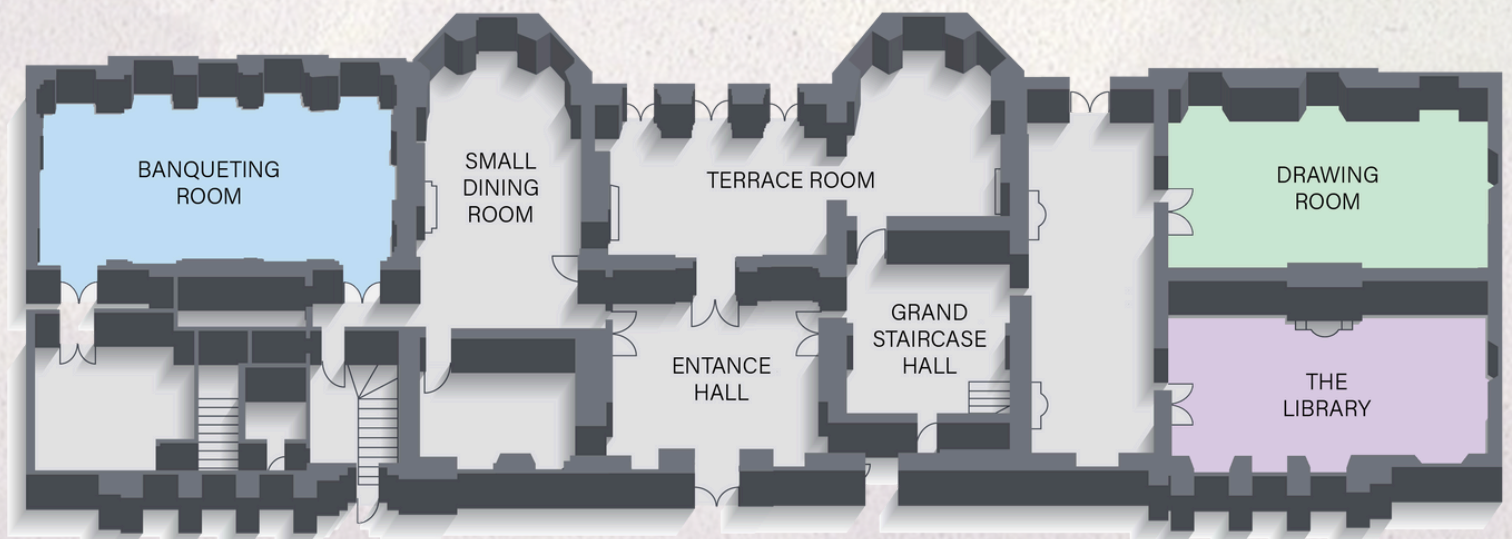 BANQUETING
ROOM
SMALL
DINING
ROOM
TERRACE ROOM
DRAWING
ROOM
GRAND
STAIRCASE
HALL
ENTANCE
HALL
THE
LIBRARY